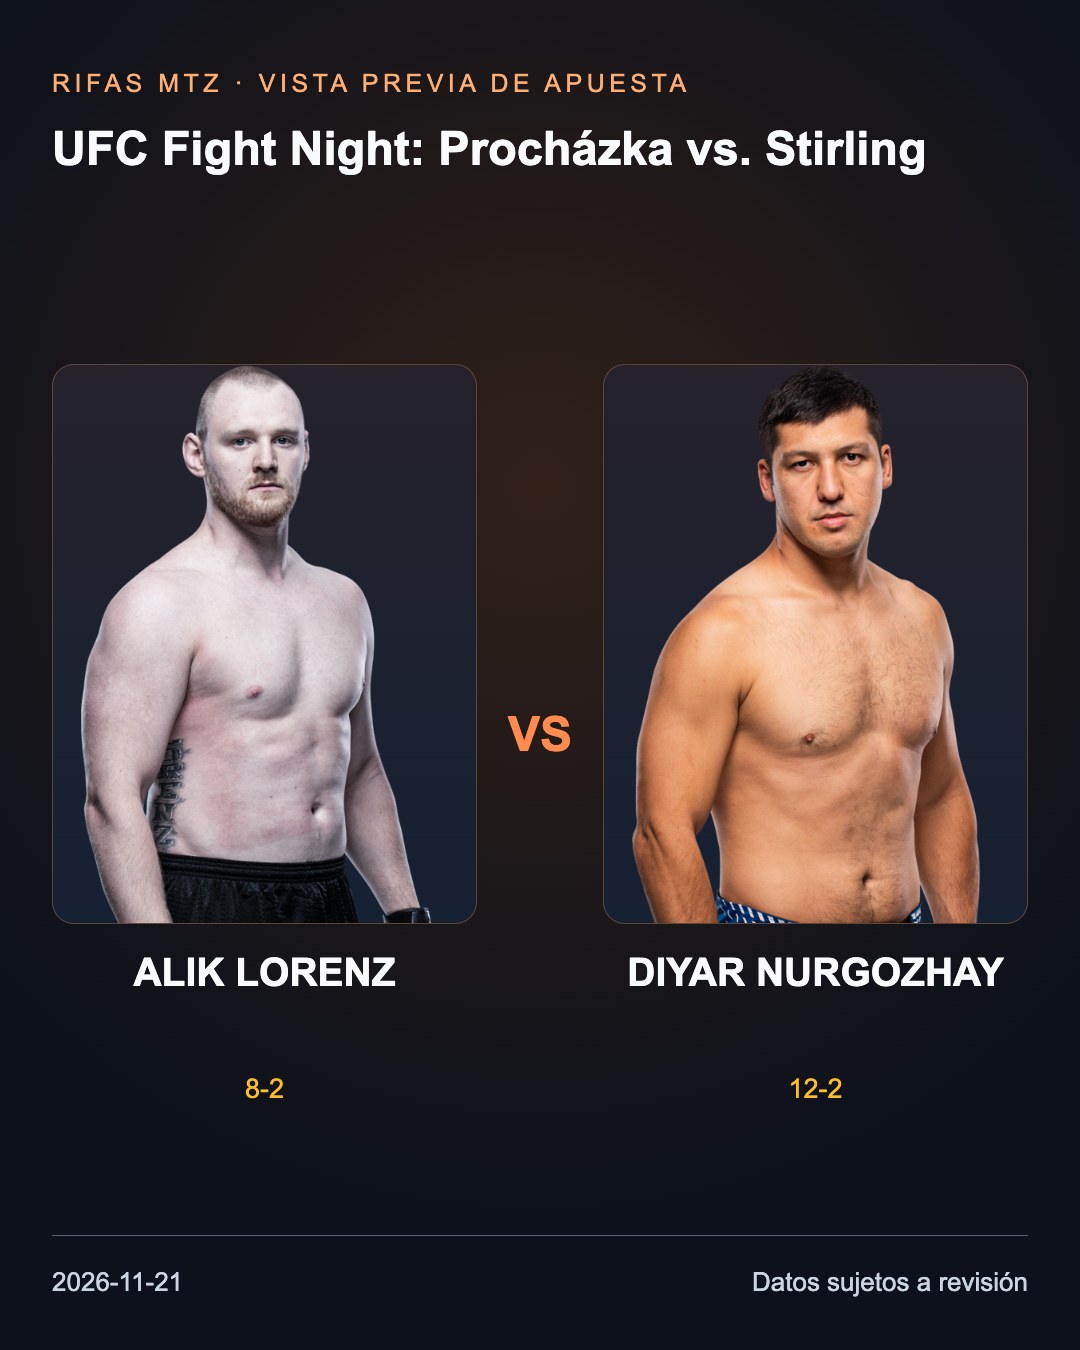 RIFAS MTZ · VISTA PREVIA DE APUESTA
UFC Fight Night: Procházka vs. Stirling
VS
ALIK LORENZ
DIYAR NURGOZHAY
8-2
12-2
2026-11-21
Datos sujetos a revisión